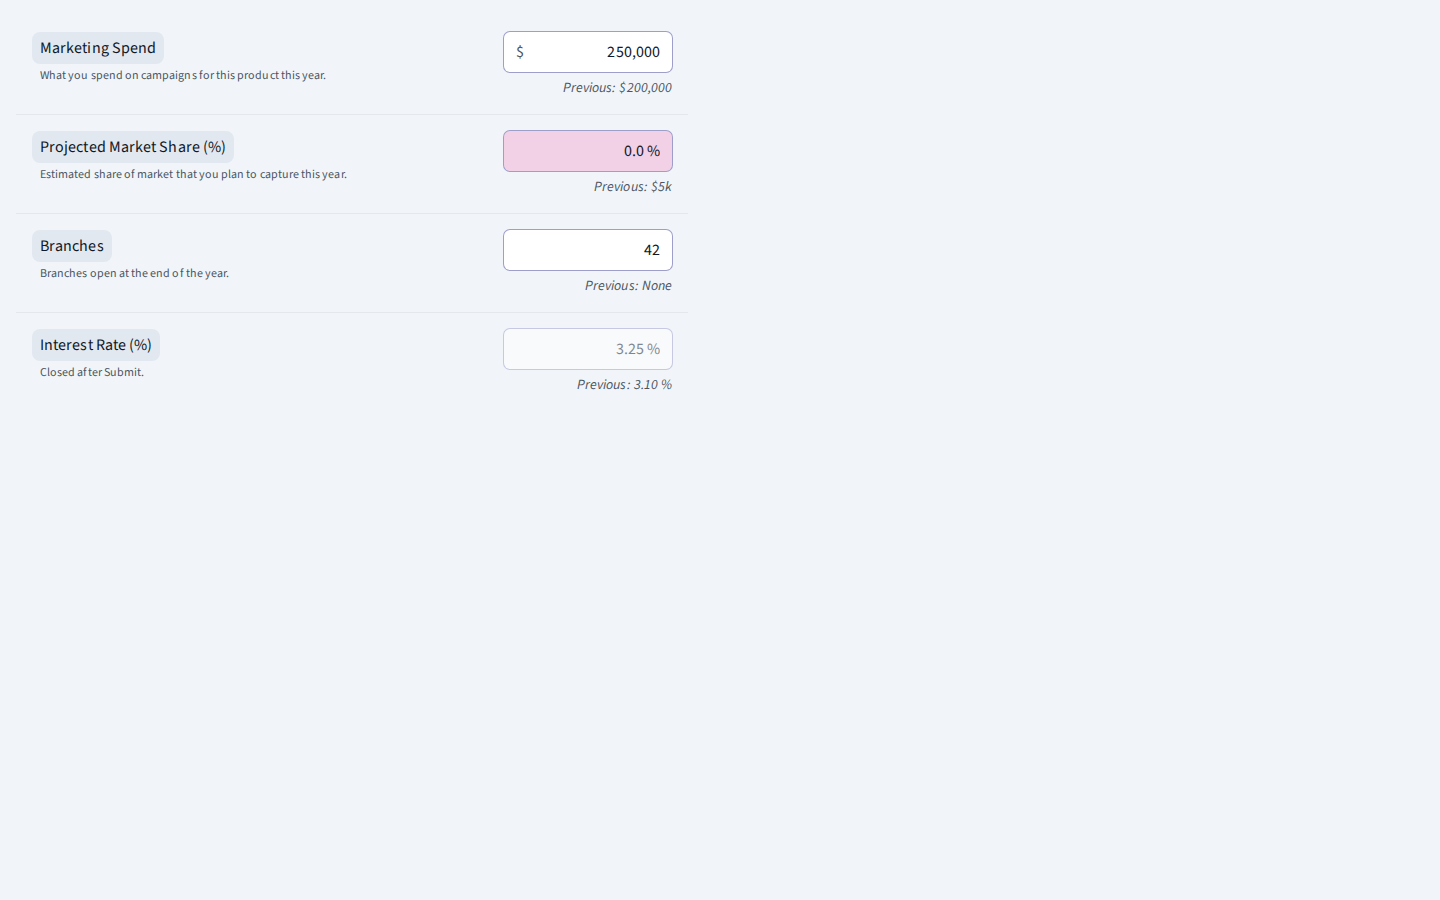 Marketing Spend
$ 250,000
What you spend on campaigns for this product this year.
Previous: $200,000
Projected Market Share (%)
0.0 %
Estimated share of market that you plan to capture this year.
Previous: $5k
Branches
42
Branches open at the end of the year.
Previous: None
Interest Rate (%)
3.25 %
Closed after Submit.
Previous: 3.10 %